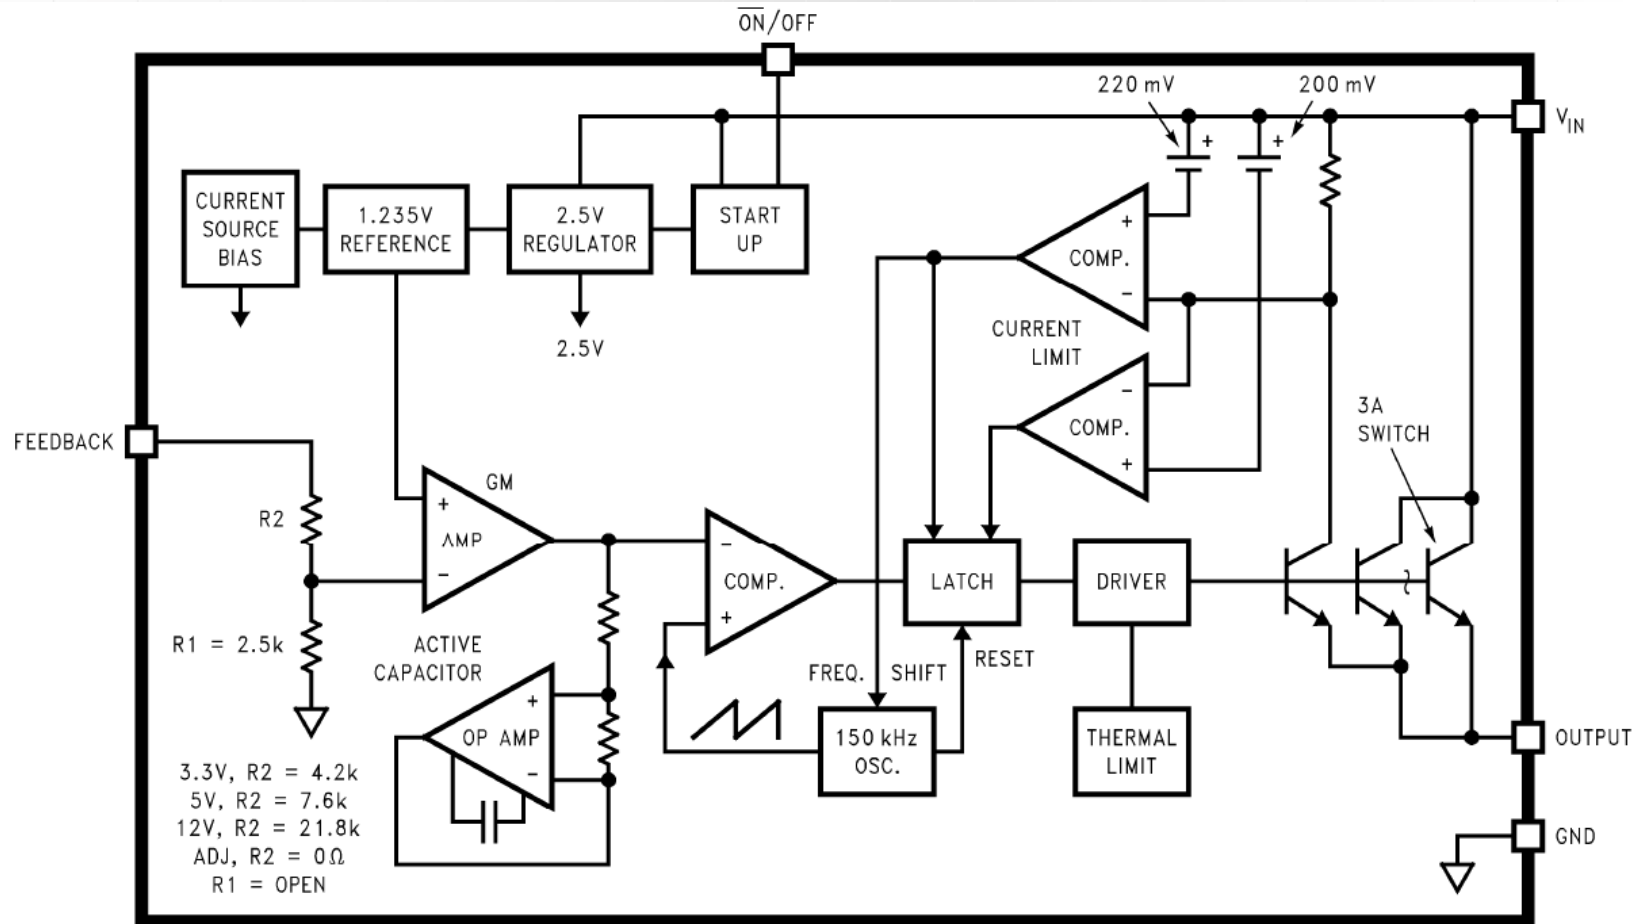 O̅N̅/OFF
220 mV
200 mV
V_IN
CURRENT
SOURCE
BIAS
1.235V
REFERENCE
2.5V
REGULATOR
START
UP
+
+
+
COMP.
-
2.5V
CURRENT
LIMIT
-
COMP.
+
3A
SWITCH
FEEDBACK
GM
R2
+
AMP
-
-
COMP.
+
LATCH
DRIVER
R1 = 2.5k
ACTIVE
CAPACITOR
FREQ. SHIFT
RESET
+
OP AMP
-
150 kHz
OSC.
THERMAL
LIMIT
OUTPUT
3.3V, R2 = 4.2k
5V, R2 = 7.6k
12V, R2 = 21.8k
ADJ, R2 = 0Ω
R1 = OPEN
GND